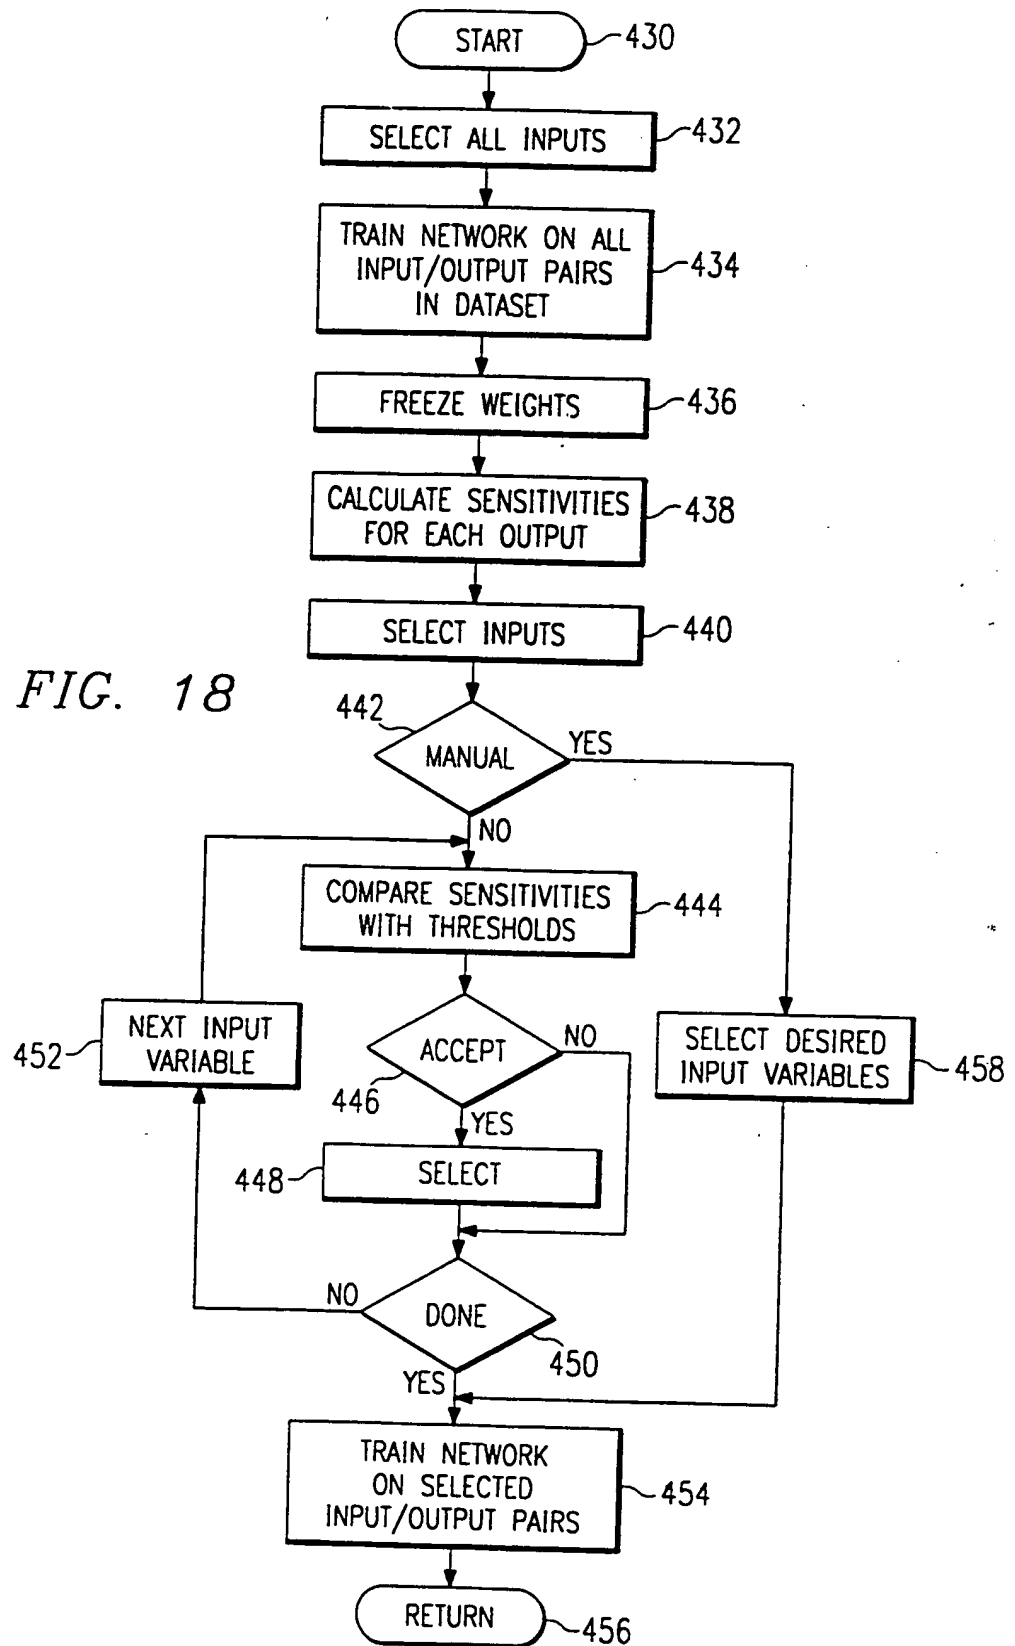 START
430
SELECT ALL INPUTS
432
TRAIN NETWORK ON ALL
INPUT/OUTPUT PAIRS
IN DATASET
434
FREEZE WEIGHTS
436
CALCULATE SENSITIVITIES
FOR EACH OUTPUT
438
SELECT INPUTS
440
FIG. 18
442
MANUAL
YES
NO
COMPARE SENSITIVITIES
WITH THRESHOLDS
444
NEXT INPUT
VARIABLE
452
ACCEPT
NO
446
YES
SELECT DESIRED
INPUT VARIABLES
458
448
SELECT
NO
DONE
450
YES
TRAIN NETWORK
ON SELECTED
INPUT/OUTPUT PAIRS
454
RETURN
456